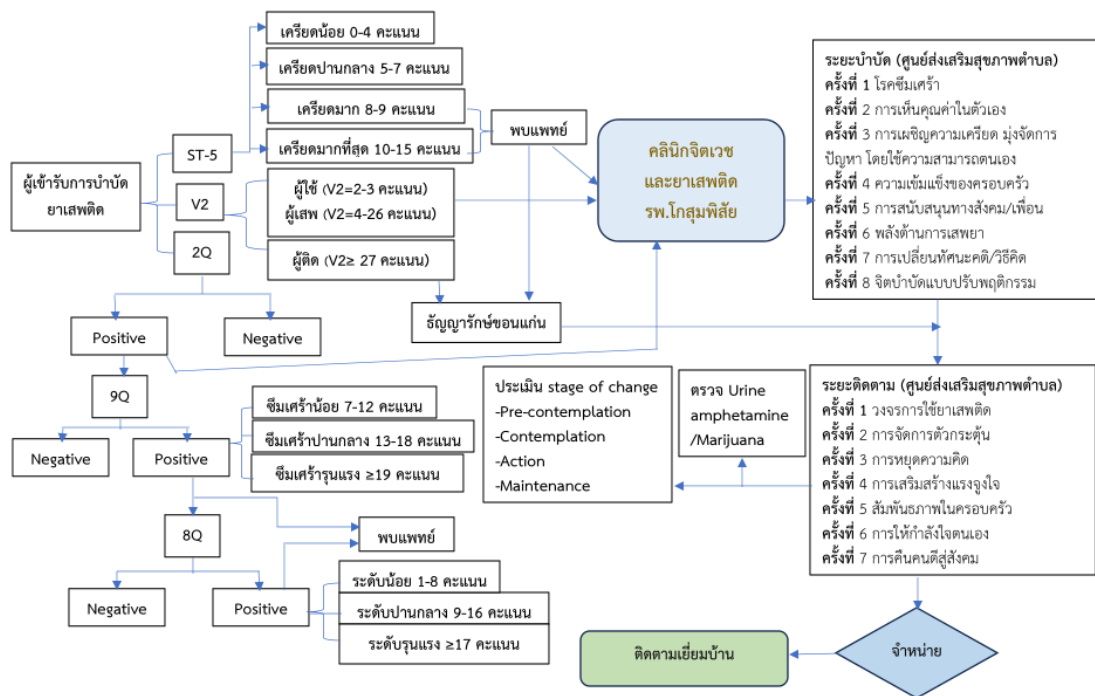 เครียดน้อย 0-4 คะแนน
เครียดปานกลาง 5-7 คะแนน
เครียดมาก 8-9 คะแนน
เครียดมากที่สุด 10-15 คะแนน
พบแพทย์
ST-5
ผู้เข้ารับการบำบัด
ยาเสพติด
V2
2Q
ผู้ใช้ (V2=2-3 คะแนน)
ผู้เสพ (V2=4-26 คะแนน)
ผู้ติด (V2≥ 27 คะแนน)
คลินิกจิตเวช
และยาเสพติด
รพ.โกสุมพิสัย
ระยะบำบัด (ศูนย์ส่งเสริมสุขภาพตำบล)
ครั้งที่ 1 โรคซึมเศร้า
ครั้งที่ 2 การเห็นคุณค่าในตัวเอง
ครั้งที่ 3 การเผชิญความเครียด มุ่งจัดการ
ปัญหา โดยใช้ความสามารถตนเอง
ครั้งที่ 4 ความเข้มแข็งของครอบครัว
ครั้งที่ 5 การสนับสนุนทางสังคม/เพื่อน
ครั้งที่ 6 พลังต้านการเสพยา
ครั้งที่ 7 การเปลี่ยนทัศนะคติ/วิธีคิด
ครั้งที่ 8 จิตบำบัดแบบปรับพฤติกรรม
Positive
Negative
ธัญญารักษ์ขอนแก่น
9Q
Negative
Positive
ซึมเศร้าน้อย 7-12 คะแนน
ซึมเศร้าปานกลาง 13-18 คะแนน
ซึมเศร้ารุนแรง ≥19 คะแนน
ประเมิน stage of change
-Pre-contemplation
-Contemplation
-Action
-Maintenance
ตรวจ Urine
amphetamine
/Marijuana
ระยะติดตาม (ศูนย์ส่งเสริมสุขภาพตำบล)
ครั้งที่ 1 วงจรการใช้ยาเสพติด
ครั้งที่ 2 การจัดการตัวกระตุ้น
ครั้งที่ 3 การหยุดความคิด
ครั้งที่ 4 การเสริมสร้างแรงจูงใจ
ครั้งที่ 5 สัมพันธภาพในครอบครัว
ครั้งที่ 6 การให้กำลังใจตนเอง
ครั้งที่ 7 การคืนคนดีสู่สังคม
8Q
พบแพทย์
Negative
Positive
ระดับน้อย 1-8 คะแนน
ระดับปานกลาง 9-16 คะแนน
ระดับรุนแรง ≥17 คะแนน
ติดตามเยี่ยมบ้าน
จำหน่าย